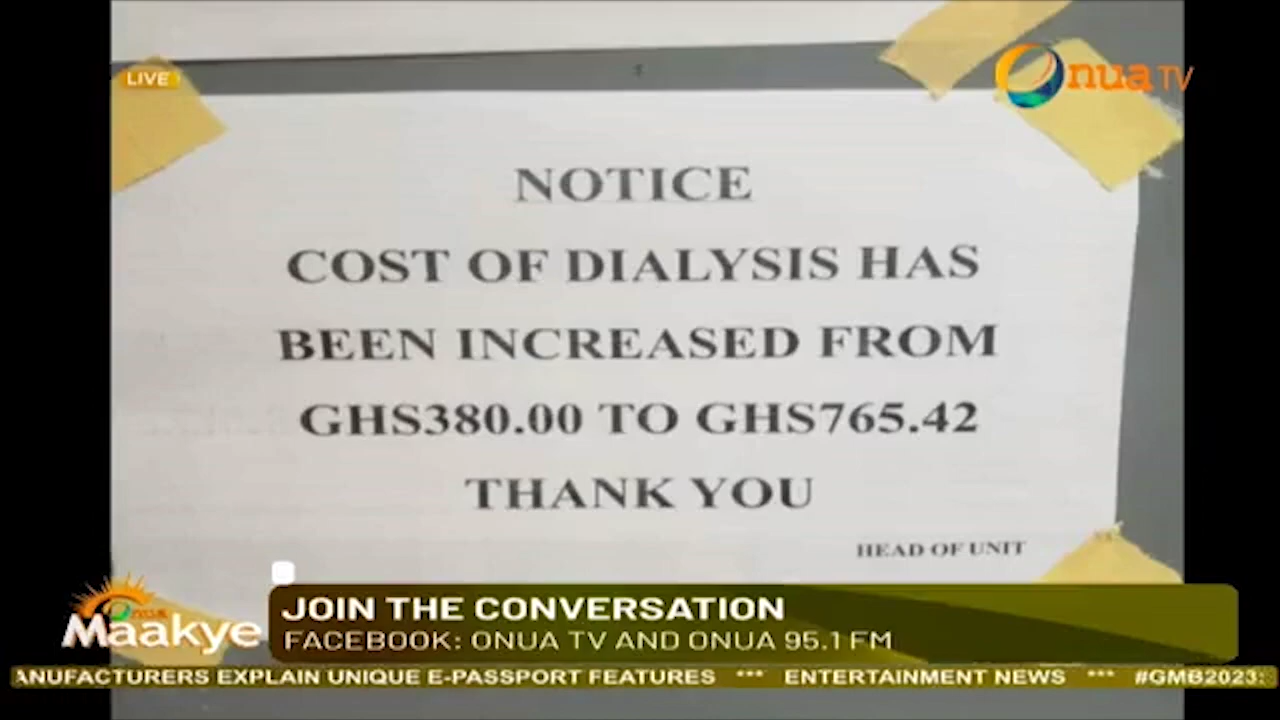 LIVE
Onua TV
NOTICE
COST OF DIALYSIS HAS
BEEN INCREASED FROM
GHS380.00 TO GHS765.42
THANK YOU
HEAD OF UNIT
Maakye
JOIN THE CONVERSATION
FACEBOOK: ONUA TV AND ONUA 95.1 FM
ANUFACTURERS EXPLAIN UNIQUE E-PASSPORT FEATURES *** ENTERTAINMENT NEWS *** #GMB2023: